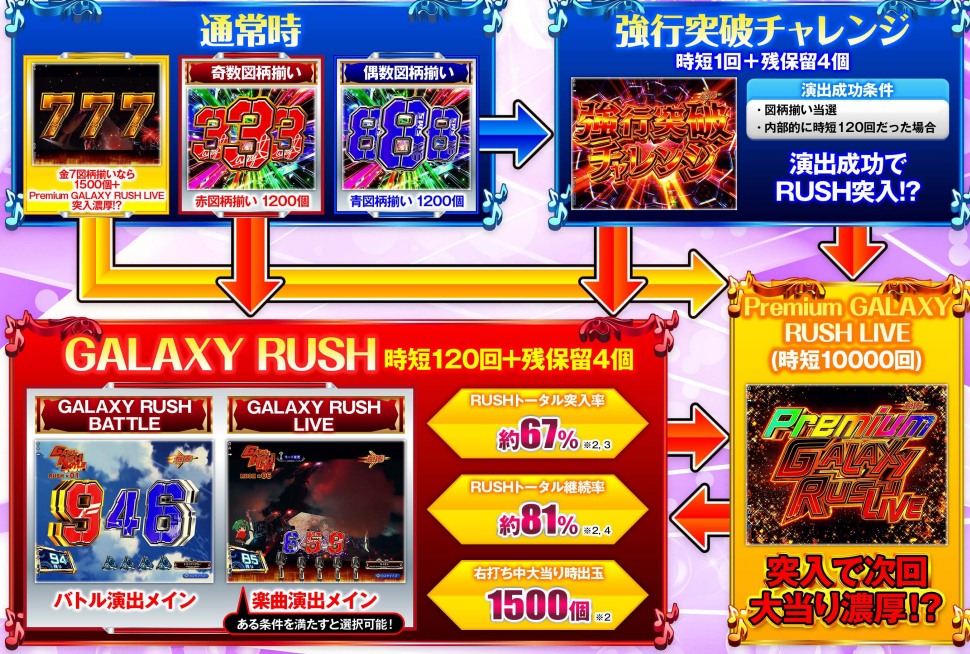 通常時
777
金7図柄揃いなら
1500個+
Premium GALAXY RUSH LIVE
突入濃厚!?
奇数図柄揃い
333
赤図柄揃い 1200個
偶数図柄揃い
888
青図柄揃い 1200個
強行突破チャレンジ
時短1回+残保留4個
強行突破
チャレンジ
演出成功条件
・図柄揃い当選
・内部的に時短120回だった場合
演出成功で
RUSH突入!?
GALAXY RUSH 時短120回+残保留4個
GALAXY RUSH
BATTLE
946
94
バトル演出メイン
GALAXY RUSH
LIVE
656
85
楽曲演出メイン
ある条件を満たすと選択可能!
RUSHトータル突入率
約67% ※2, 3
RUSHトータル継続率
約81% ※2, 4
右打ち中大当り時出玉
1500個 ※2
Premium GALAXY
RUSH LIVE
(時短10000回)
Premium
GALAXY
RUSH LIVE
突入で次回
大当り濃厚!?